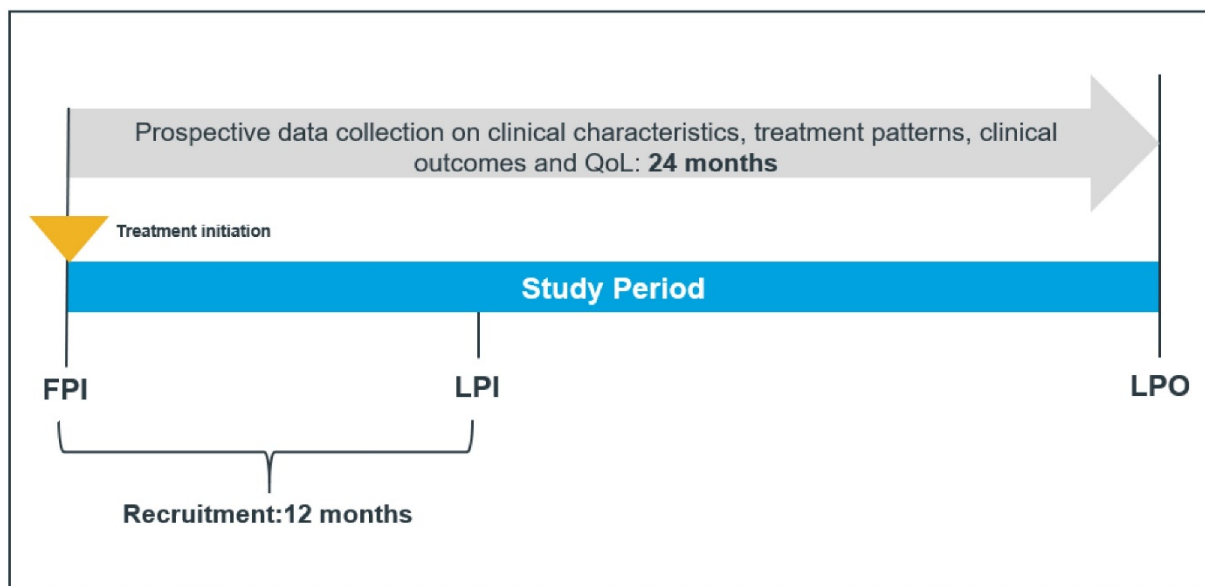 Prospective data collection on clinical characteristics, treatment patterns, clinical
outcomes and QoL: 24 months
Treatment initiation
Study Period
FPI
LPI
LPO
Recruitment:12 months